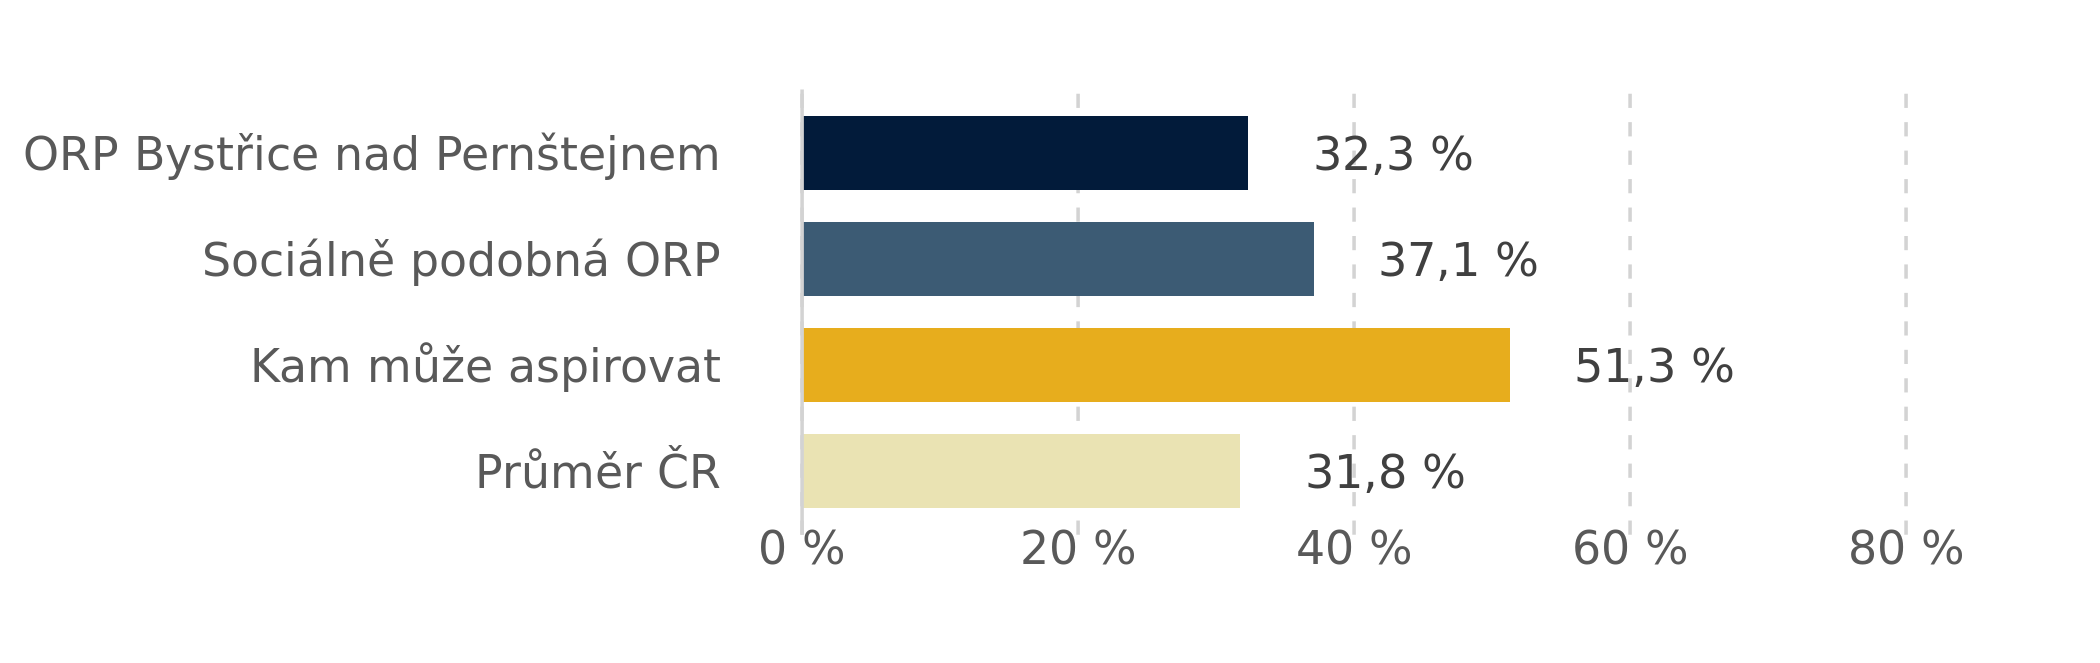 ORP Bystřice nad Pernštejnem 32,3 %
Sociálně podobná ORP 37,1 %
Kam může aspirovat 51,3 %
Průměr ČR 31,8 %
0 % 20 % 40 % 60 % 80 %